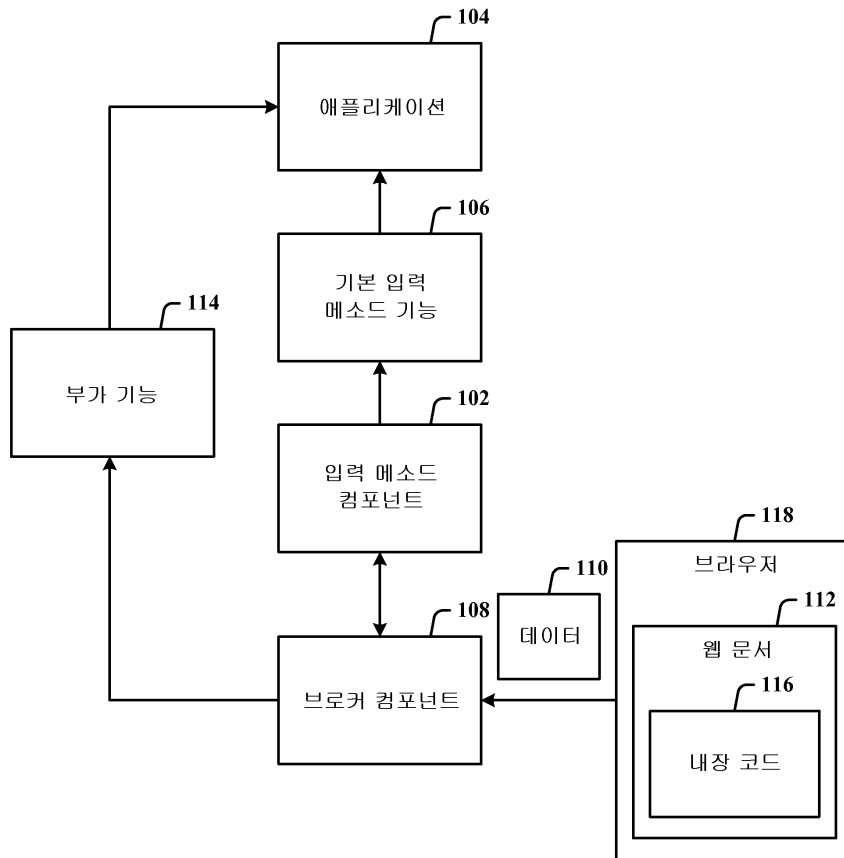 104
애플리케이션
106
기본 입력
메소드 기능
114
부가 기능
102
입력 메소드
컴포넌트
118
브라우저
110
데이터
112
웹 문서
108
브로커 컴포넌트
116
내장 코드